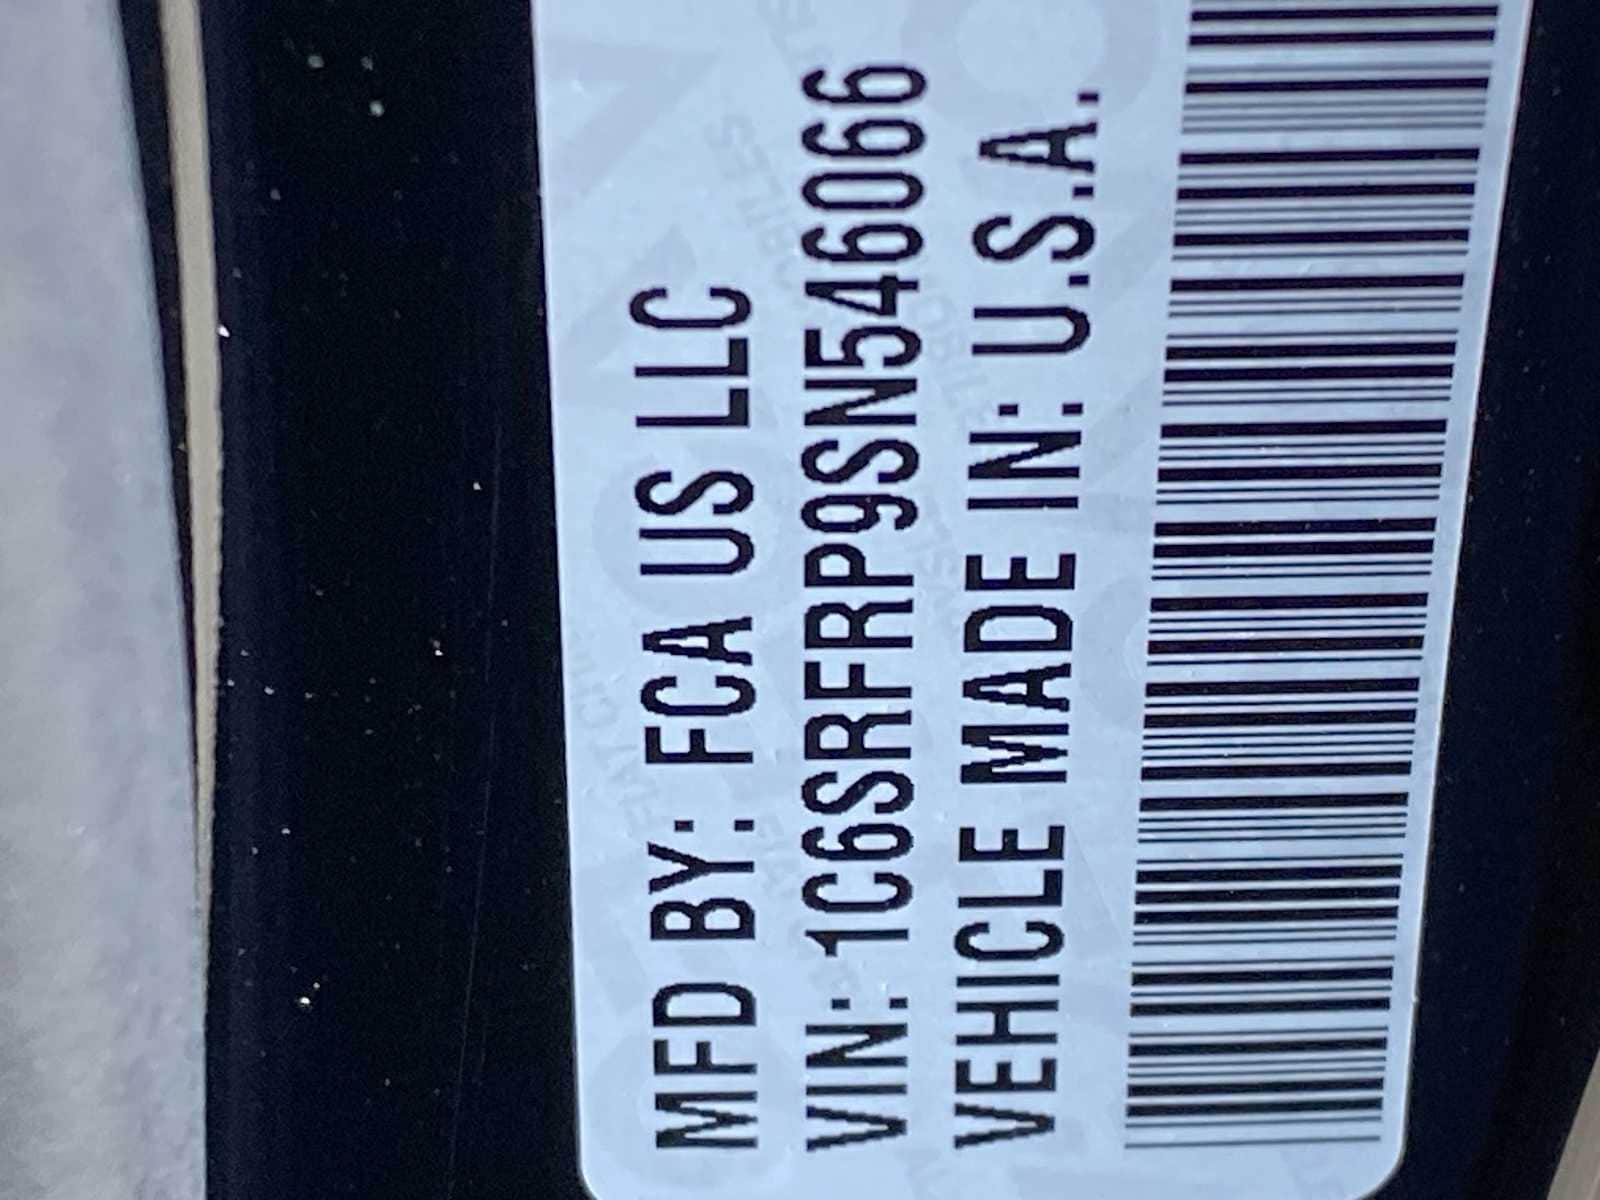 MFD BY: FCA US LLC
VIN: 1C6SRFRP9SN546066
VEHICLE MADE IN: U.S.A.